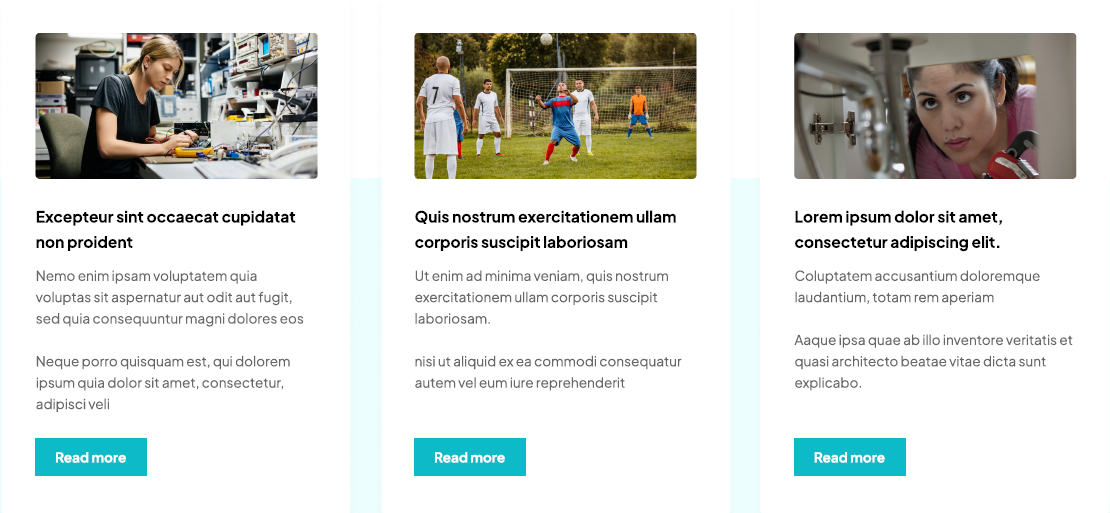 Excepteur sint occaecat cupidatat
non proident
Nemo enim ipsam voluptatem quia
voluptas sit aspernatur aut odit aut fugit,
sed quia consequuntur magni dolores eos
Neque porro quisquam est, qui dolorem
ipsum quia dolor sit amet, consectetur,
adipisci veli
Read more
7
Quis nostrum exercitationem ullam
corporis suscipit laboriosam
Ut enim ad minima veniam, quis nostrum
exercitationem ullam corporis suscipit
laboriosam.
nisi ut aliquid ex ea commodi consequatur
autem vel eum iure reprehenderit
Read more
Lorem ipsum dolor sit amet,
consectetur adipiscing elit.
Coluptatem accusantium doloremque
laudantium, totam rem aperiam
Aaque ipsa quae ab illo inventore veritatis et
quasi architecto beatae vitae dicta sunt
explicabo.
Read more